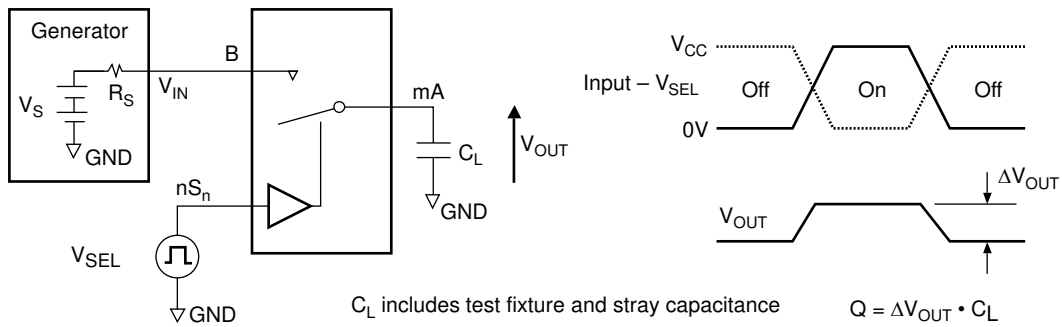 Generator
B
R_S
V_IN
V_S
GND
mA
C_L
V_OUT
GND
nS_n
V_SEL
GND
V_CC
Input – V_SEL
Off
On
Off
0V
V_OUT
ΔV_OUT
C_L includes test fixture and stray capacitance
Q = ΔV_OUT • C_L